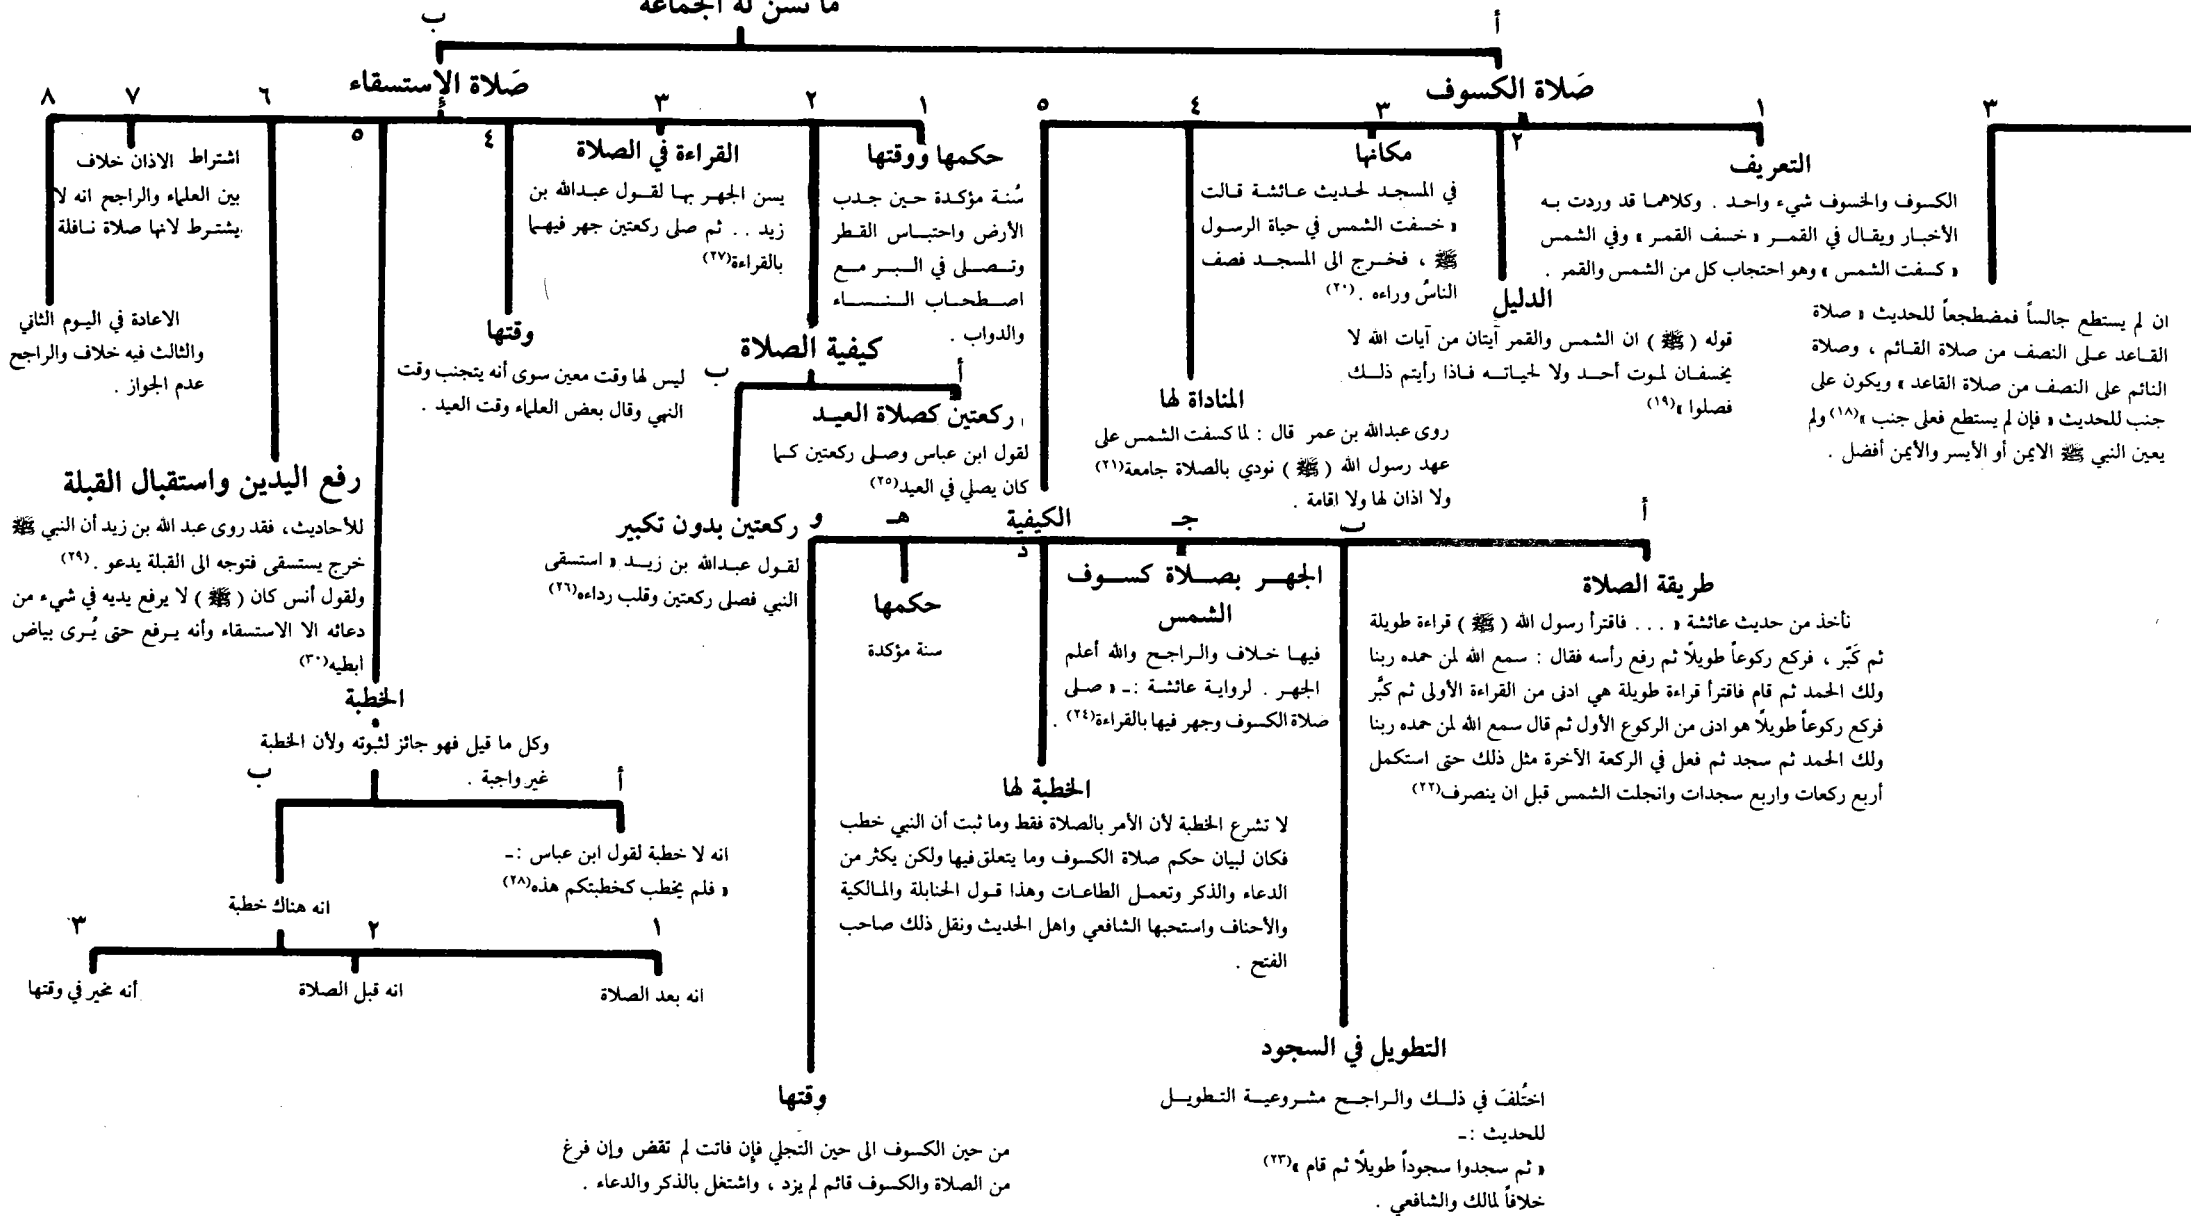 ما تسن له الجماعة
أ
ب
صَلاة الكسوف
صَلاة الإستسقاء
٣
ان لم يستطع جالساً فمضطجعاً للحديث « صلاة
القاعد على النصف من صلاة القائم ، وصلاة
النائم على النصف من صلاة القاعد » ويكون على
جنب للحديث « فإن لم يستطع فعلى جنب »(١٨) ولم
يعين النبي ﷺ الايمن أو الأيسر والأيمن أفضل .
١
التعريف
الكسوف والخسوف شيء واحد . وكلاهما قد وردت به
الأخبار ويقال في القمر « خسف القمر » وفي الشمس
« كسفت الشمس » وهو احتجاب كل من الشمس والقمر .
٢
الدليل
قوله ( ﷺ ) ان الشمس والقمر آيتان من آيات الله لا
يخسفان لموت أحد ولا لحياته فاذا رأيتم ذلك
فصلوا »(١٩)
٣
مكانها
في المسجد لحديث عائشة قالت
« خسفت الشمس في حياة الرسول
ﷺ ، فخرج الى المسجد فصف
الناسُ وراءه . (٢٠)
٤
المناداة لها
روى عبدالله بن عمر قال : لما كسفت الشمس على
عهد رسول الله ( ﷺ ) نودي بالصلاة جامعة(٢١)
ولا اذان لها ولا اقامة .
٥
الكيفية
أ
طريقة الصلاة
نأخذ من حديث عائشة « . . . فاقترأ رسول الله ( ﷺ ) قراءة طويلة
ثم كَبّر ، فركع ركوعاً طويلًا ثم رفع رأسه فقال : سمع الله لمن حمده ربنا
ولك الحمد ثم قام فاقترأ قراءة طويلة هي ادنى من القراءة الأولى ثم كبَّر
فركع ركوعاً طويلًا هو ادنى من الركوع الأول ثم قال سمع الله لمن حمده ربنا
ولك الحمد ثم سجد ثم فعل في الركعة الآخرة مثل ذلك حتى استكمل
أربع ركعات واربع سجدات وانجلت الشمس قبل ان ينصرف(٢٢)
ب
التطويل في السجود
اختُلفَ في ذلك والراجح مشروعية التطويل
للحديث :ـ
« ثم سجدوا سجوداً طويلًا ثم قام »(٢٣)
خلافاً لمالك والشافعي .
جـ
الجهر بصلاة كسوف
الشمس
فيها خلاف والراجح والله أعلم
الجهر . لرواية عائشة :ـ « صلى
صلاة الكسوف وجهر فيها بالقراءة(٢٤) .
د
الخطبة لها
لا تشرع الخطبة لأن الأمر بالصلاة فقط وما ثبت أن النبي خطب
فكان لبيان حكم صلاة الكسوف وما يتعلق فيها ولكن يكثر من
الدعاء والذكر وتعمل الطاعات وهذا قول الحنابلة والمالكية
والأحناف واستحبها الشافعي واهل الحديث ونقل ذلك صاحب
الفتح .
هـ
حكمها
سنة مؤكدة
و
وقتها
من حين الكسوف الى حين التجلي فإن فاتت لم تقض وإن فرغ
من الصلاة والكسوف قائم لم يزد ، واشتغل بالذكر والدعاء .
١
حكمها ووقتها
سُنة مؤكدة حين جدب
الأرض واحتباس القطر
وتصلى في البر مع
اصطحاب النساء
والدواب .
٢
كيفية الصلاة
أ
ركعتين كصلاة العيد
لقول ابن عباس وصلى ركعتين كما
كان يصلي في العيد(٢٥)
ب
ركعتين بدون تكبير
لقول عبدالله بن زيد « استسقى
النبي فصلى ركعتين وقلب رداءه(٢٦)
٣
القراءة في الصلاة
يسن الجهر بها لقول عبدالله بن
زيد . . ثم صلى ركعتين جهر فيهما
بالقراءة(٢٧)
٤
وقتها
ليس لها وقت معين سوى أنه يتجنب وقت
النهي وقال بعض العلماء وقت العيد .
٥
الخطبة
وكل ما قيل فهو جائز لثبوته ولأن الخطبة
غير واجبة .
أ
انه لا خطبة لقول ابن عباس :ـ
« فلم يخطب كخطبتكم هذه(٢٨)
ب
انه هناك خطبة
١
انه بعد الصلاة
٢
انه قبل الصلاة
٣
أنه مخير في وقتها
٦
رفع اليدين واستقبال القبلة
للأحاديث، فقد روى عبد الله بن زيد أن النبي ﷺ
خرج يستسقى فتوجه الى القبلة يدعو .(٢٩)
ولقول أنس كان ( ﷺ ) لا يرفع يديه في شيء من
دعائه الا الاستسقاء وأنه يرفع حتى يُرى بياض
ابطيه(٣٠)
٧
اشتراط الاذان خلاف
بين العلماء والراجح انه لا
يشترط لانها صلاة نافلة
٨
الاعادة في اليوم الثاني
والثالث فيه خلاف والراجح
عدم الجواز .